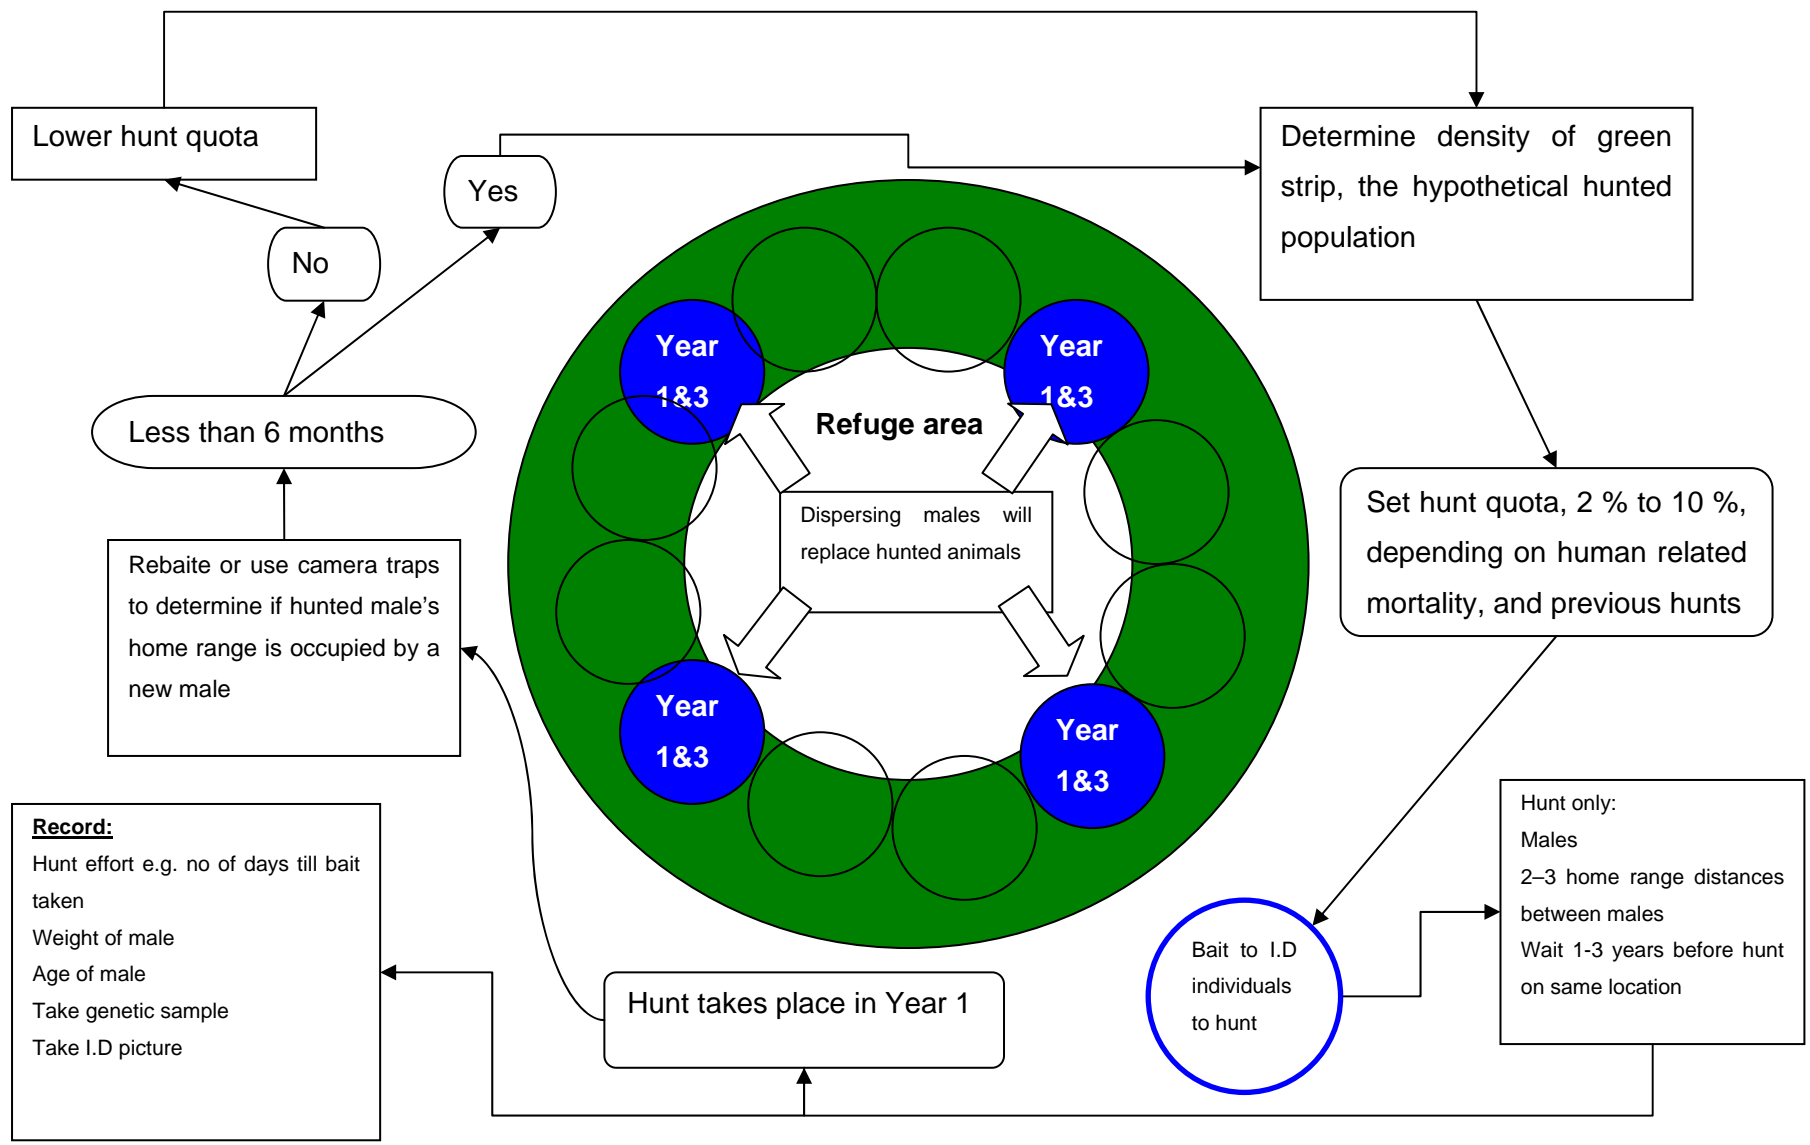 Lower hunt quota
Yes
No
Less than 6 months
Rebaite or use camera traps
to determine if hunted male’s
home range is occupied by a
new male
Record:
Hunt effort e.g. no of days till bait
taken
Weight of male
Age of male
Take genetic sample
Take I.D picture
Year
1&3
Year
1&3
Refuge area
Dispersing males will
replace hunted animals
Year
1&3
Year
1&3
Hunt takes place in Year 1
Determine density of green
strip, the hypothetical hunted
population
Set hunt quota, 2 % to 10 %,
depending on human related
mortality, and previous hunts
Bait to I.D
individuals
to hunt
Hunt only:
Males
2–3 home range distances
between males
Wait 1-3 years before hunt
on same location